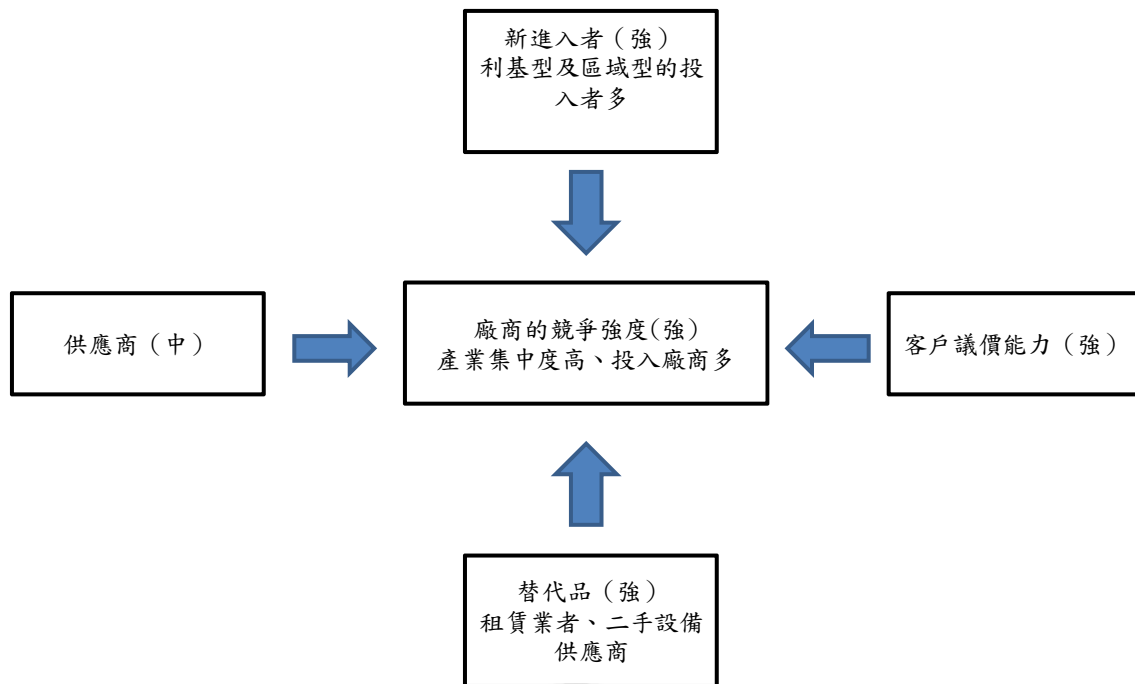 新進入者（強）
利基型及區域型的投
入者多
供應商（中）
廠商的競爭強度(強)
產業集中度高、投入廠商多
客戶議價能力（強）
替代品（強）
租賃業者、二手設備
供應商